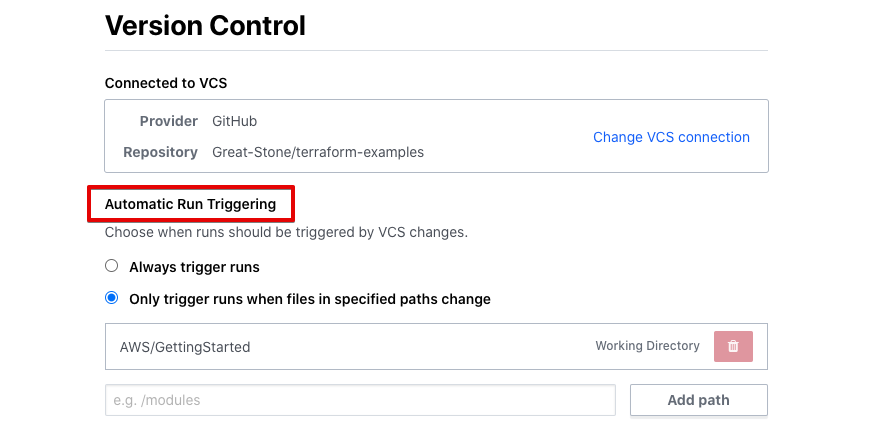 Version Control
Connected to VCS
Provider GitHub
Repository Great-Stone/terraform-examples
Change VCS connection
Automatic Run Triggering
Choose when runs should be triggered by VCS changes.
Always trigger runs
Only trigger runs when files in specified paths change
AWS/GettingStarted Working Directory
e.g. /modules Add path